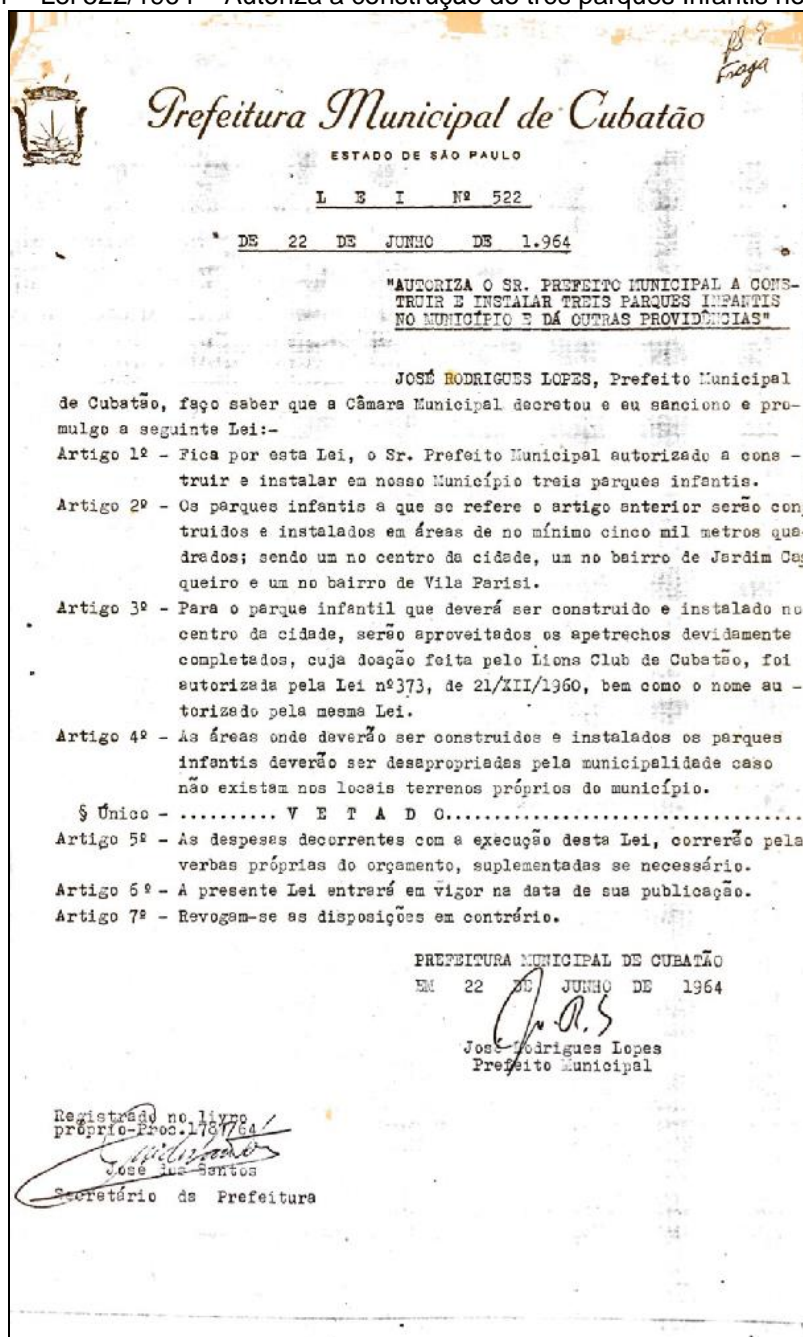 Lei 522/1964 – Autoriza a construção de três parques infantis no
Fraga
Prefeitura Municipal de Cubatão
ESTADO DE SÃO PAULO
L E I Nº 522
DE 22 DE JUNHO DE 1.964
"AUTORIZA O SR. PREFEITO MUNICIPAL A CONS-
TRUIR E INSTALAR TREIS PARQUES INFANTIS
NO MUNICÍPIO E DÁ OUTRAS PROVIDÊNCIAS"
JOSÉ RODRIGUES LOPES, Prefeito Municipal
de Cubatão, faço saber que a Câmara Municipal decretou e eu sanciono e pro-
mulgo a seguinte Lei:-
Artigo 1º - Fica por esta Lei, o Sr. Prefeito Municipal autorizado a cons -
truir e instalar em nosso Município treis parques infantis.
Artigo 2º - Os parques infantis a que se refere o artigo anterior serão con
truidos e instalados em áreas de no mínimo cinco mil metros qua-
drados; sendo um no centro da cidade, um no bairro de Jardim Cas
queiro e um no bairro de Vila Parisi.
Artigo 3º - Para o parque infantil que deverá ser construido e instalado no
centro da cidade, serão aproveitados os apetrechos devidamente
completados, cuja doação feita pelo Lions Club de Cubatão, foi
autorizada pela Lei nº373, de 21/XII/1960, bem como o nome au -
torizado pela mesma Lei.
Artigo 4º - As áreas onde deverão ser construidos e instalados os parques
infantis deverão ser desapropriadas pela municipalidade caso
não existam nos locais terrenos próprios do município.
§ Único - .......... V E T A D O..................................
Artigo 5º - As despesas decorrentes com a execução desta Lei, correrão pela
verbas próprias do orçamento, suplementadas se necessário.
Artigo 6º - A presente Lei entrará em vigor na data de sua publicação.
Artigo 7º - Revogam-se as disposições em contrário.
PREFEITURA MUNICIPAL DE CUBATÃO
EM 22 DE JUNHO DE 1964
José Rodrigues Lopes
Prefeito Municipal
Registrado no livro
próprio-Proc.1787/64
José dos Santos
Secretário da Prefeitura